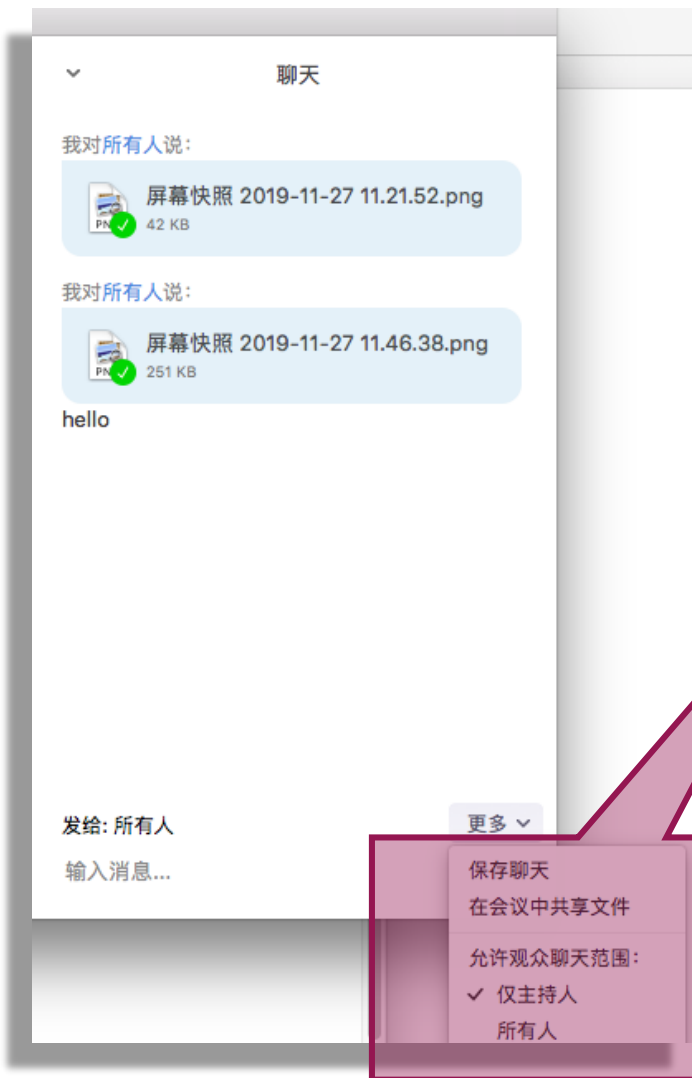 聊天
我对所有人说:
屏幕快照 2019-11-27 11.21.52.png
PNG
42 KB
我对所有人说:
屏幕快照 2019-11-27 11.46.38.png
PNG
251 KB
hello
发给: 所有人
更多
输入消息...
保存聊天
在会议中共享文件
允许观众聊天范围:
✓ 仅主持人
所有人